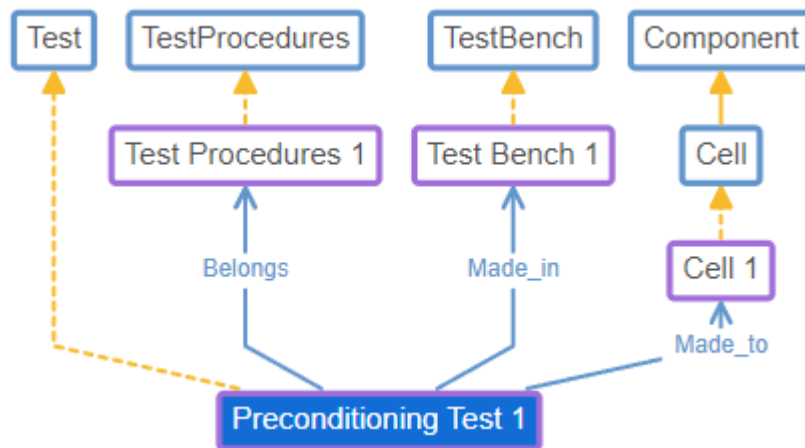 Test
TestProcedures
TestBench
Component
Test Procedures 1
Test Bench 1
Cell
Belongs
Made_in
Cell 1
Made_to
Preconditioning Test 1